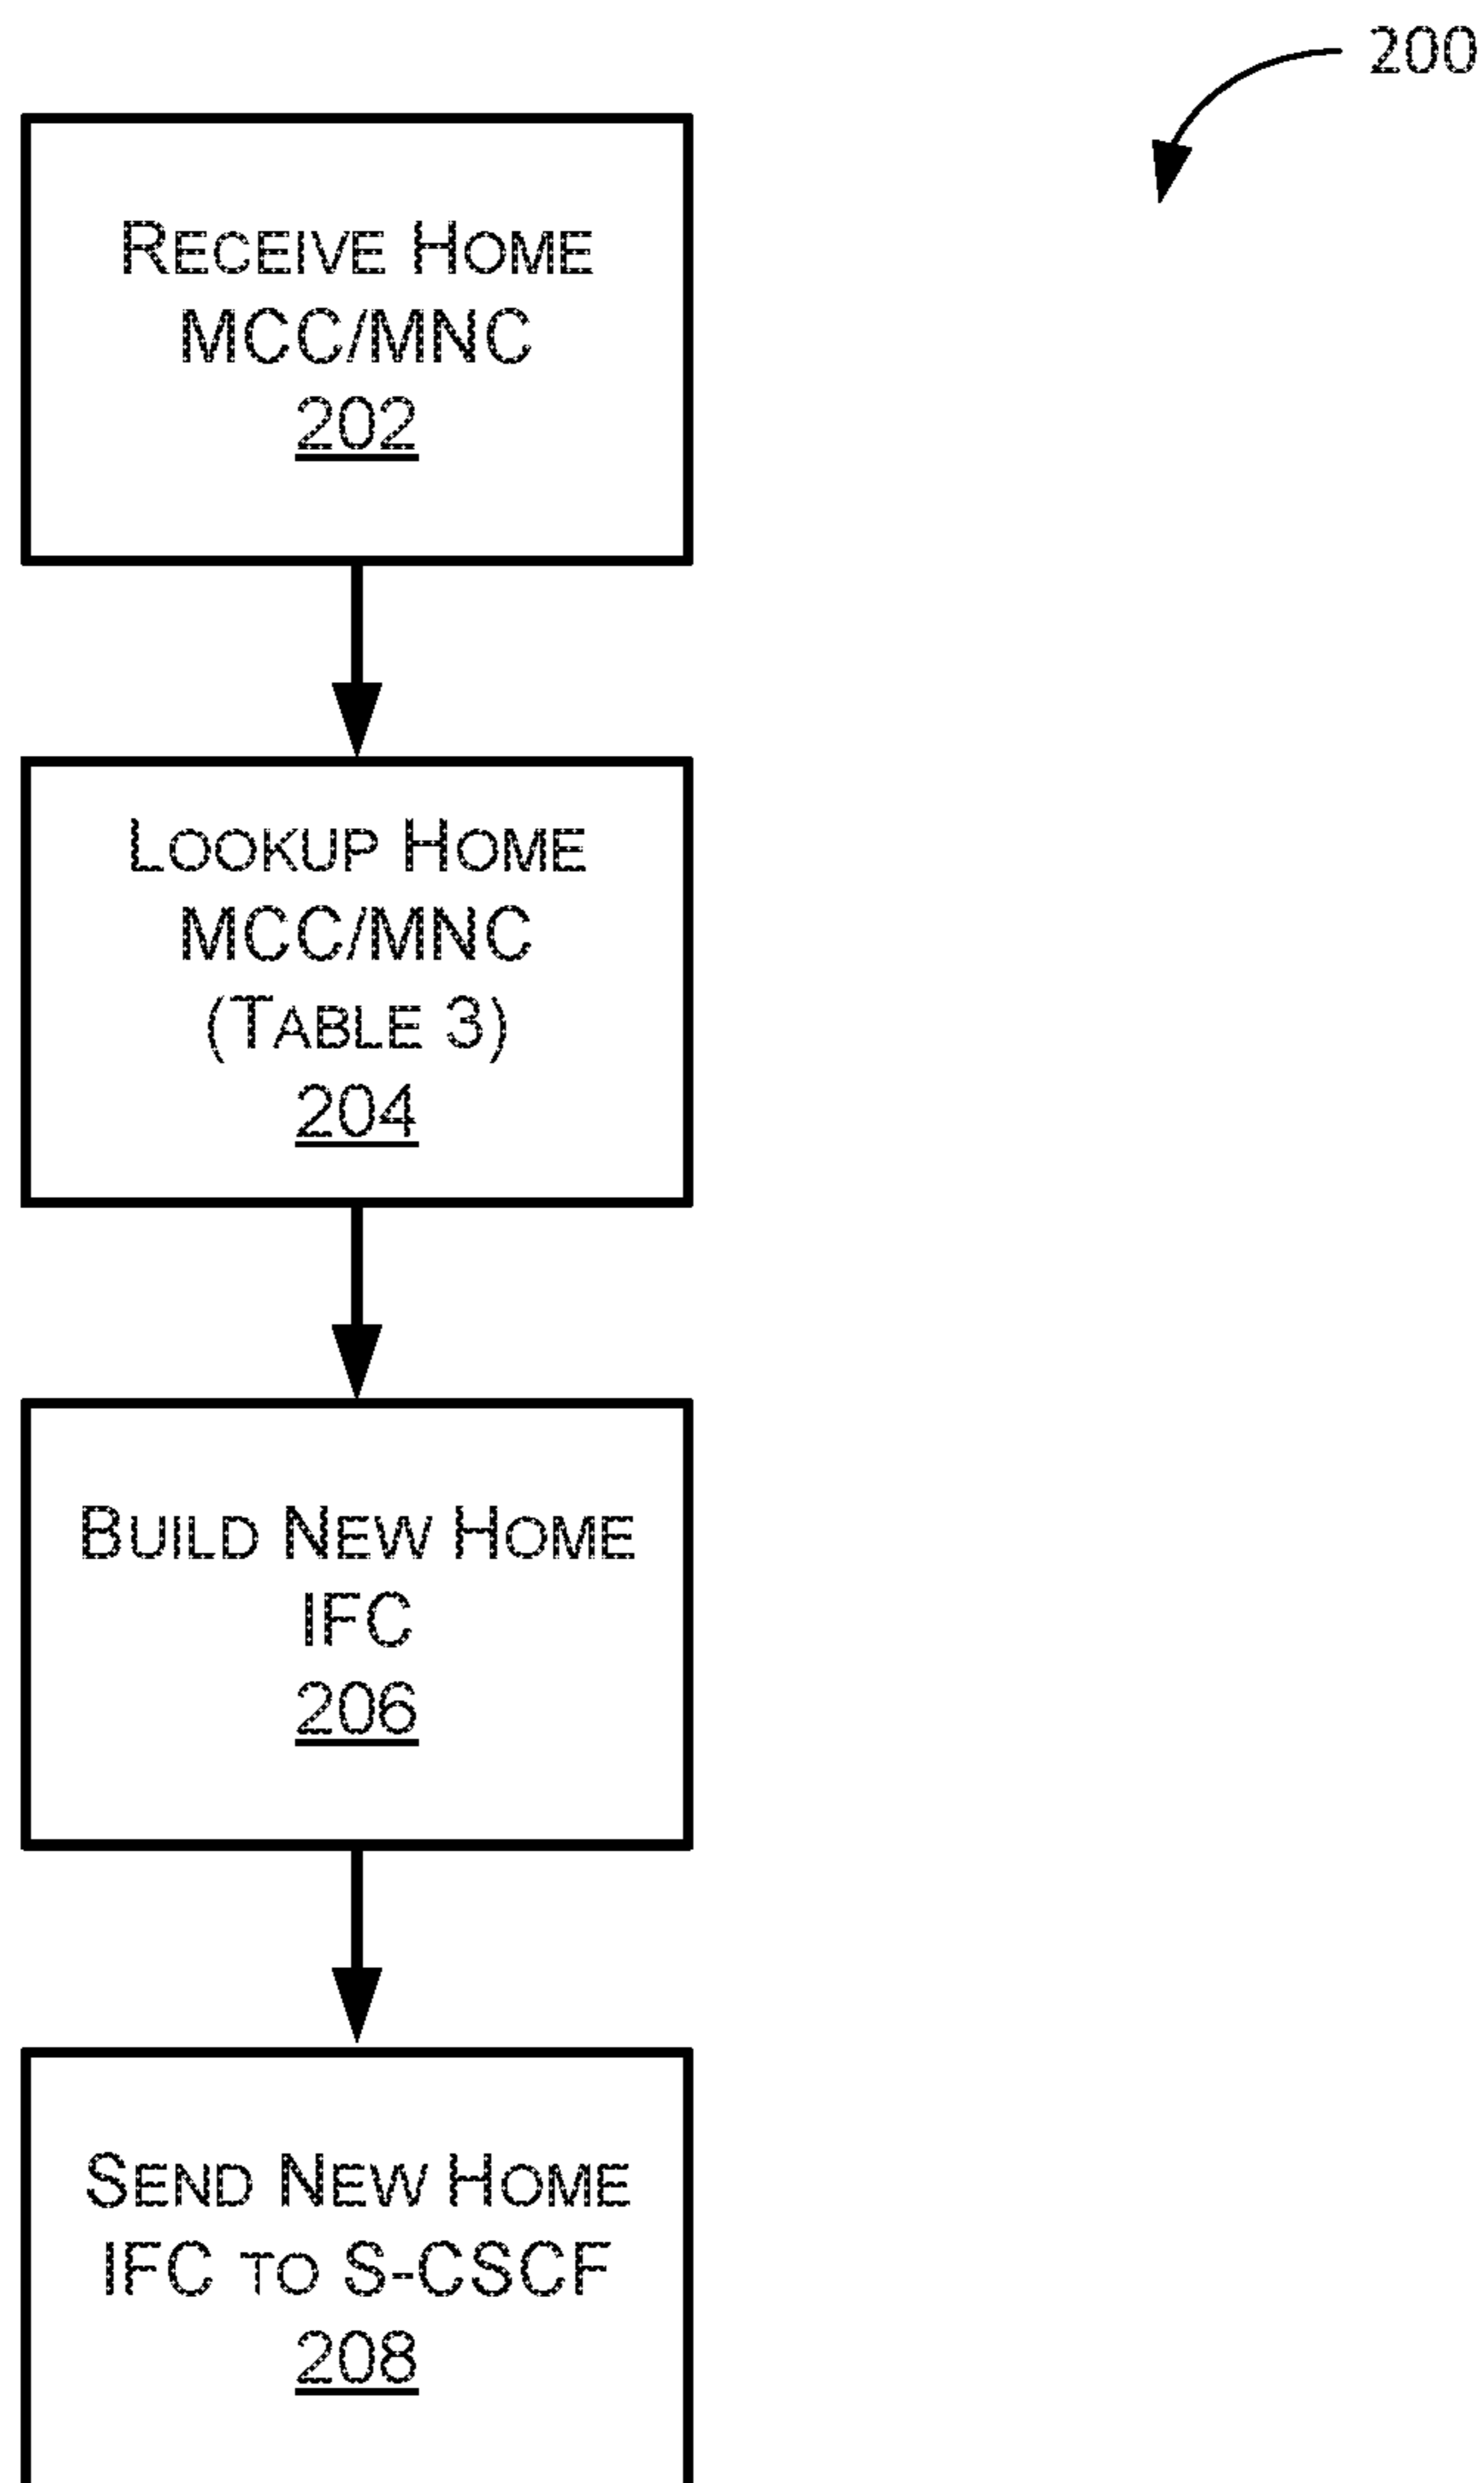 200
RECEIVE HOME
MCC/MNC
202
LOOKUP HOME
MCC/MNC
(TABLE 3)
204
BUILD NEW HOME
IFC
206
SEND NEW HOME
IFC TO S-CSCF
208